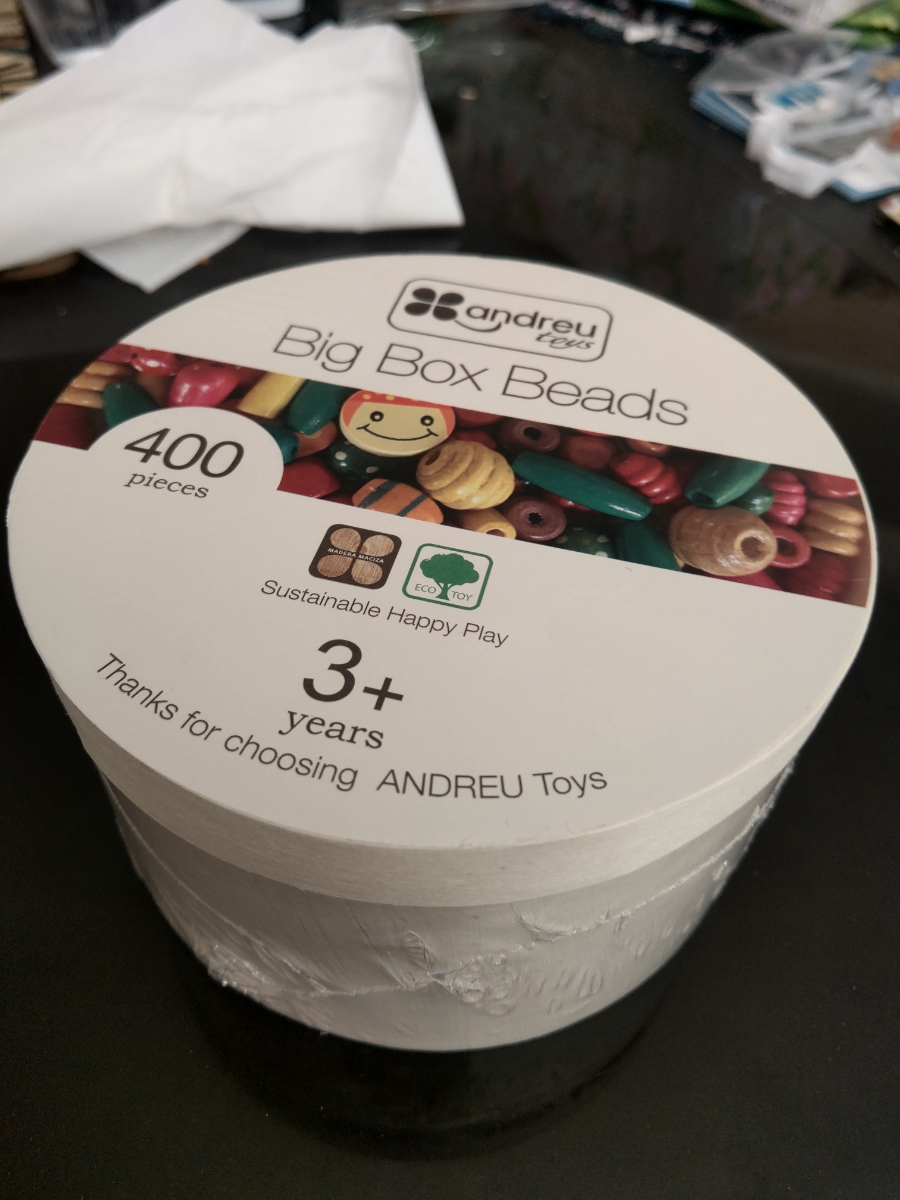 andreu
toys
Big Box Beads
400
pieces
MADERA MACIZA
ECO TOY
Sustainable Happy Play
3+
years
Thanks for choosing ANDREU Toys